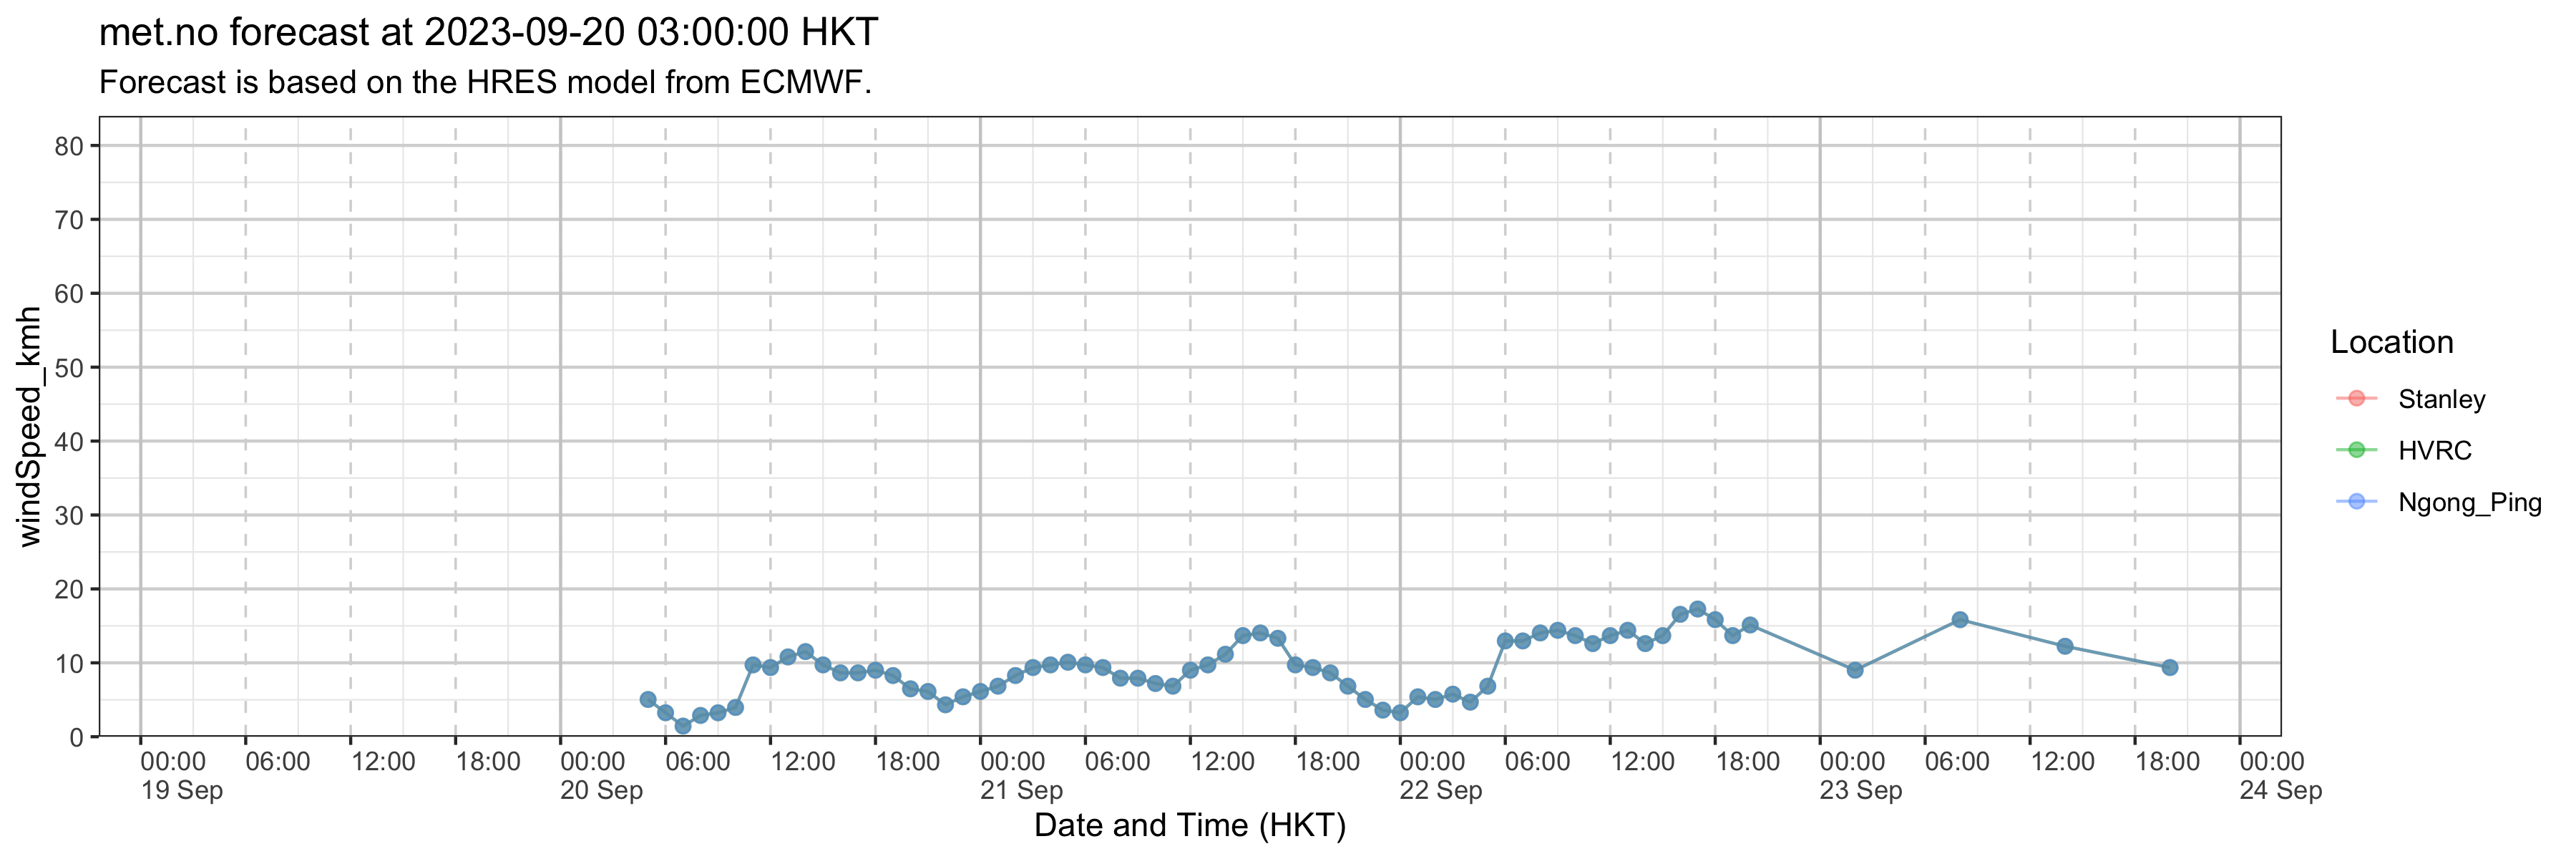 met.no forecast at 2023-09-20 03:00:00 HKT
Forecast is based on the HRES model from ECMWF.
windSpeed_kmh
80
70
60
50
40
30
20
10
0
00:00 06:00 12:00 18:00 00:00 06:00 12:00 18:00 00:00 06:00 12:00 18:00 00:00 06:00 12:00 18:00 00:00 06:00 12:00 18:00 00:00
19 Sep 20 Sep 21 Sep 22 Sep 23 Sep 24 Sep
Date and Time (HKT)
Location
Stanley
HVRC
Ngong_Ping